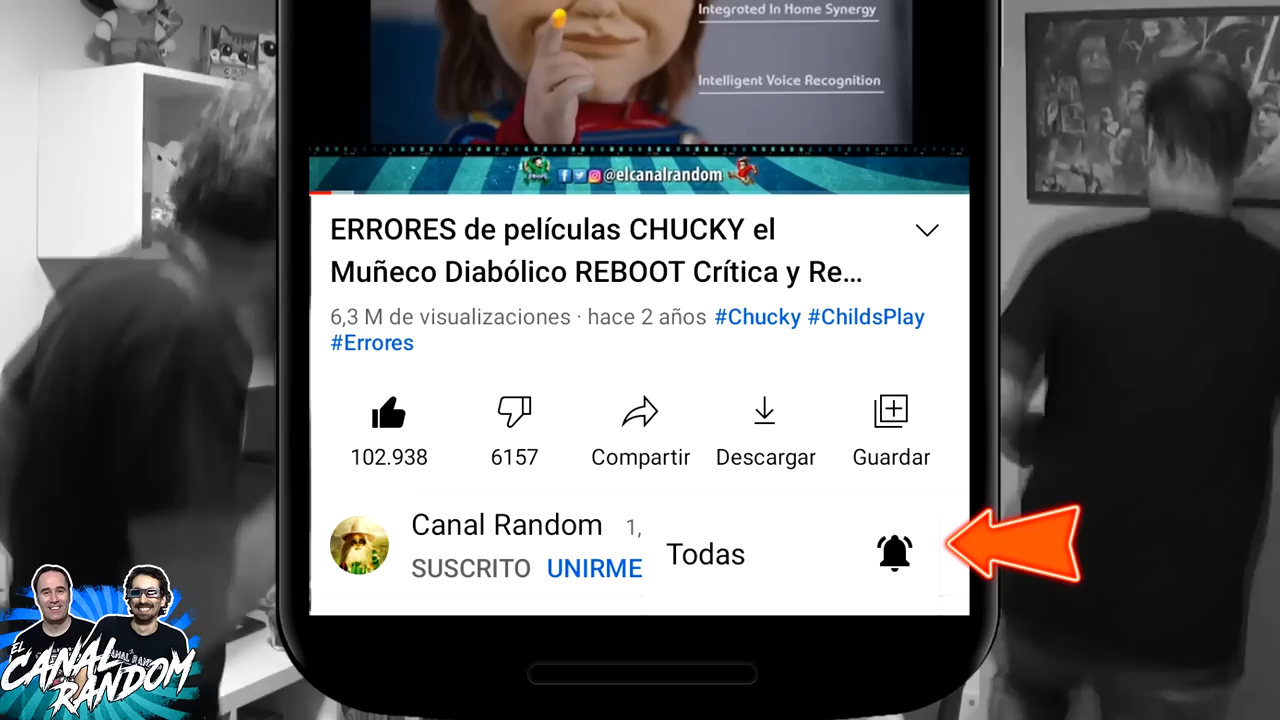 Integrated In Home Synergy
Intelligent Voice Recognition
@elcanalrandom
ERRORES de películas CHUCKY el
Muñeco Diabólico REBOOT Crítica y Re...
6,3 M de visualizaciones · hace 2 años #Chucky #ChildsPlay
#Errores
102.938
6157
Compartir
Descargar
Guardar
Canal Random 1,
SUSCRITO UNIRME
Todas
EL
CANAL
RANDOM